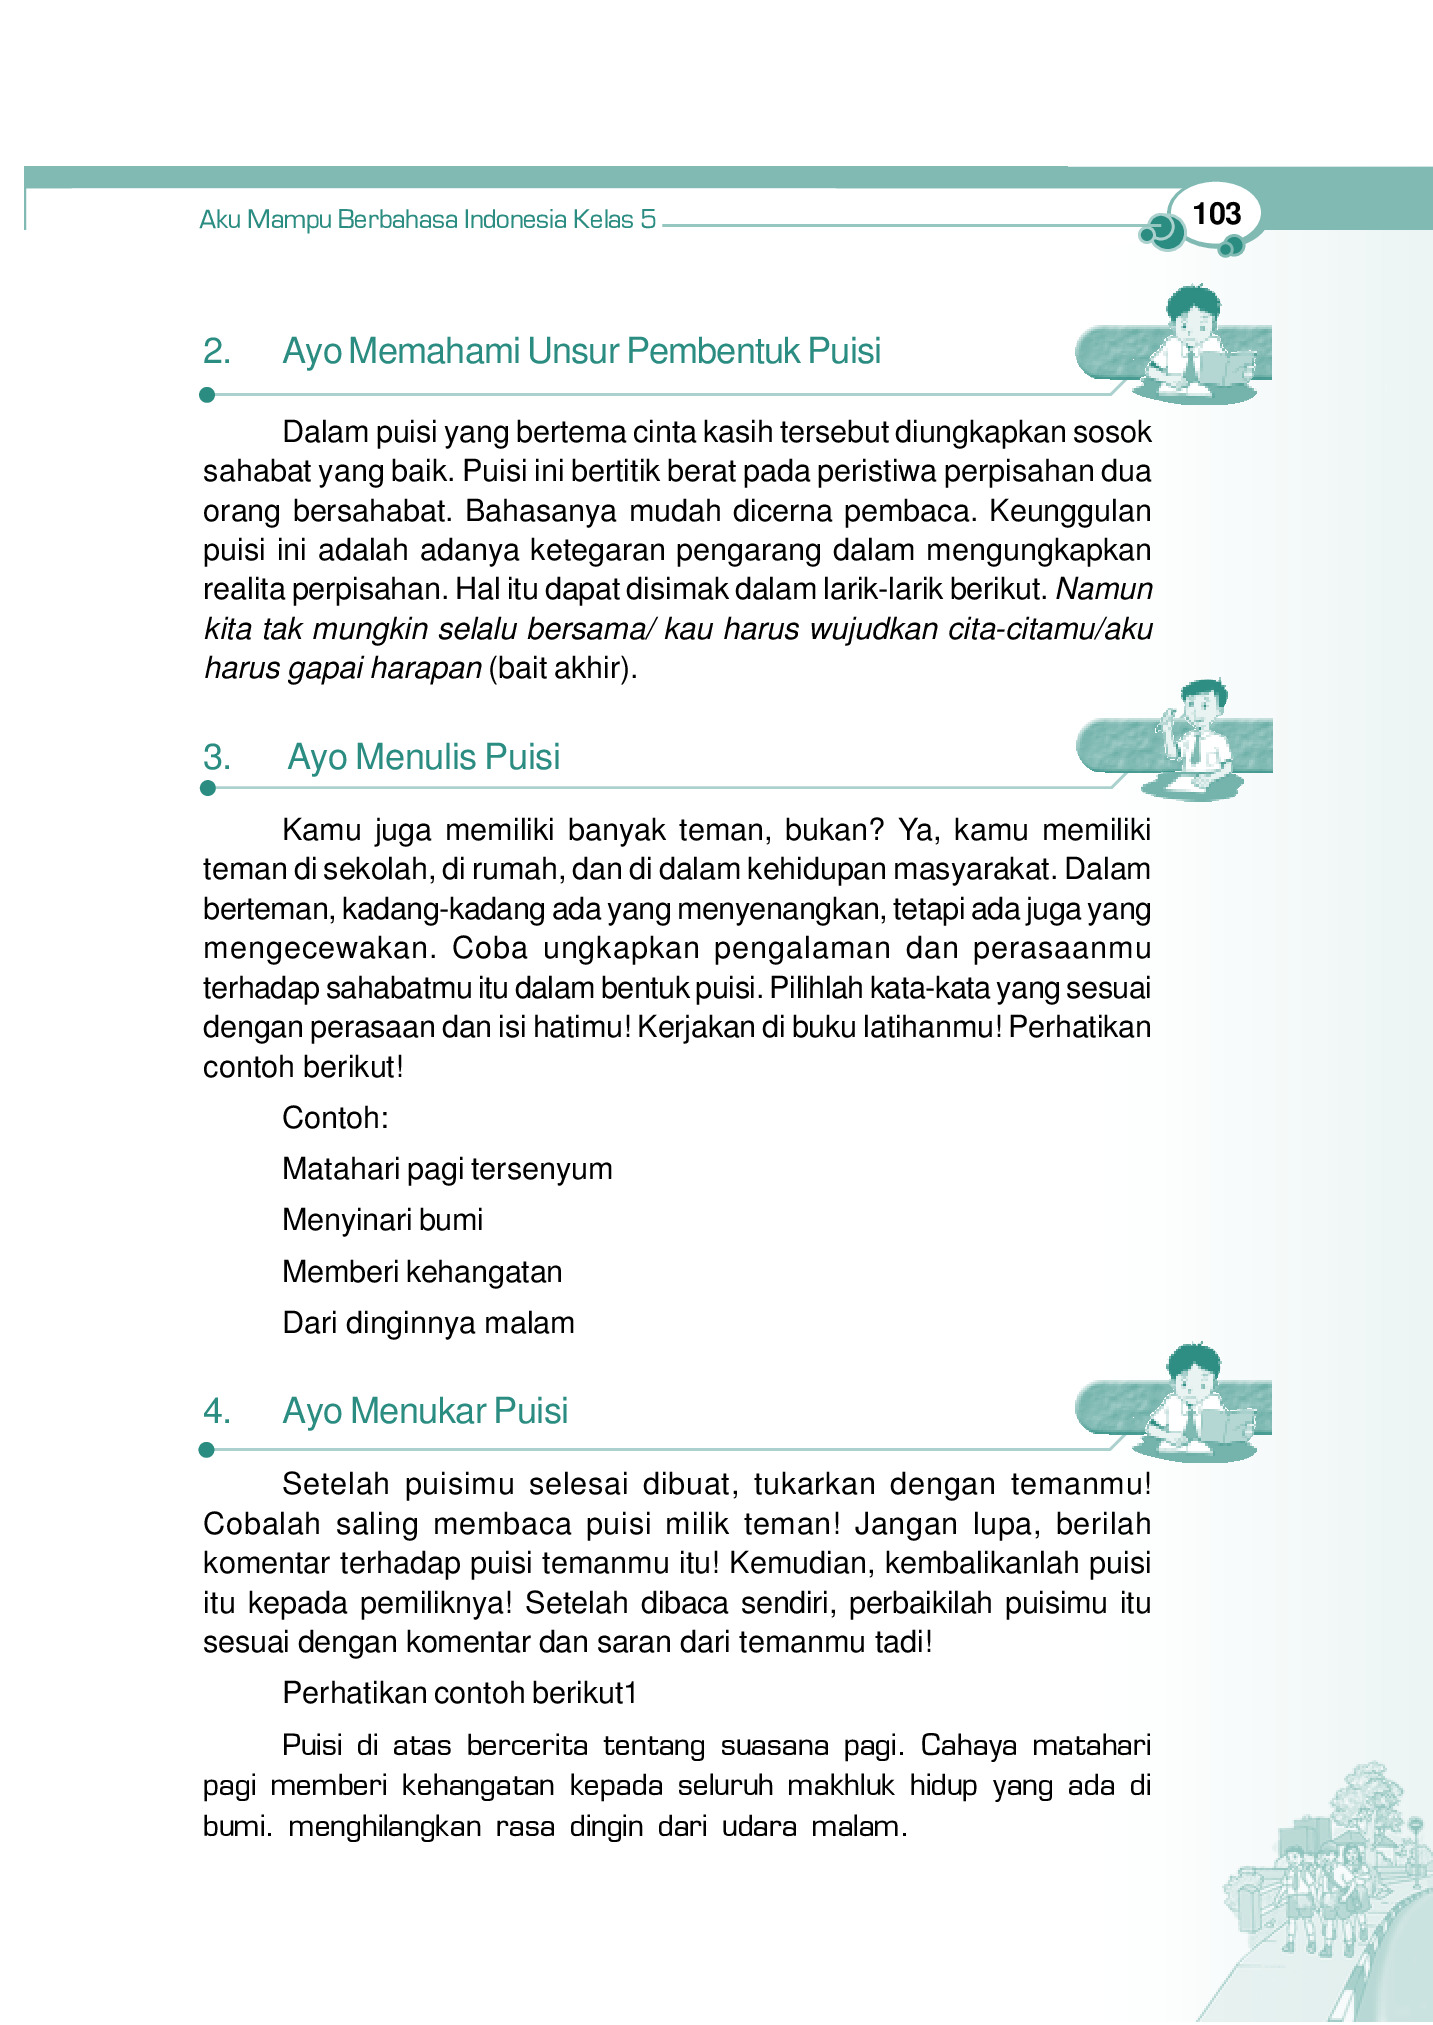 Aku Mampu Berbahasa Indonesia Kelas 5
103
2. Ayo Memahami Unsur Pembentuk Puisi
Dalam puisi yang bertema cinta kasih tersebut diungkapkan sosok
sahabat yang baik. Puisi ini bertitik berat pada peristiwa perpisahan dua
orang bersahabat. Bahasanya mudah dicerna pembaca. Keunggulan
puisi ini adalah adanya ketegaran pengarang dalam mengungkapkan
realita perpisahan. Hal itu dapat disimak dalam larik-larik berikut. Namun
kita tak mungkin selalu bersama/ kau harus wujudkan cita-citamu/aku
harus gapai harapan (bait akhir).
3. Ayo Menulis Puisi
Kamu juga memiliki banyak teman, bukan? Ya, kamu memiliki
teman di sekolah, di rumah, dan di dalam kehidupan masyarakat. Dalam
berteman, kadang-kadang ada yang menyenangkan, tetapi ada juga yang
mengecewakan. Coba ungkapkan pengalaman dan perasaanmu
terhadap sahabatmu itu dalam bentuk puisi. Pilihlah kata-kata yang sesuai
dengan perasaan dan isi hatimu! Kerjakan di buku latihanmu! Perhatikan
contoh berikut!
Contoh:
Matahari pagi tersenyum
Menyinari bumi
Memberi kehangatan
Dari dinginnya malam
4. Ayo Menukar Puisi
Setelah puisimu selesai dibuat, tukarkan dengan temanmu!
Cobalah saling membaca puisi milik teman! Jangan lupa, berilah
komentar terhadap puisi temanmu itu! Kemudian, kembalikanlah puisi
itu kepada pemiliknya! Setelah dibaca sendiri, perbaikilah puisimu itu
sesuai dengan komentar dan saran dari temanmu tadi!
Perhatikan contoh berikut1
Puisi di atas bercerita tentang suasana pagi. Cahaya matahari
pagi memberi kehangatan kepada seluruh makhluk hidup yang ada di
bumi. menghilangkan rasa dingin dari udara malam.